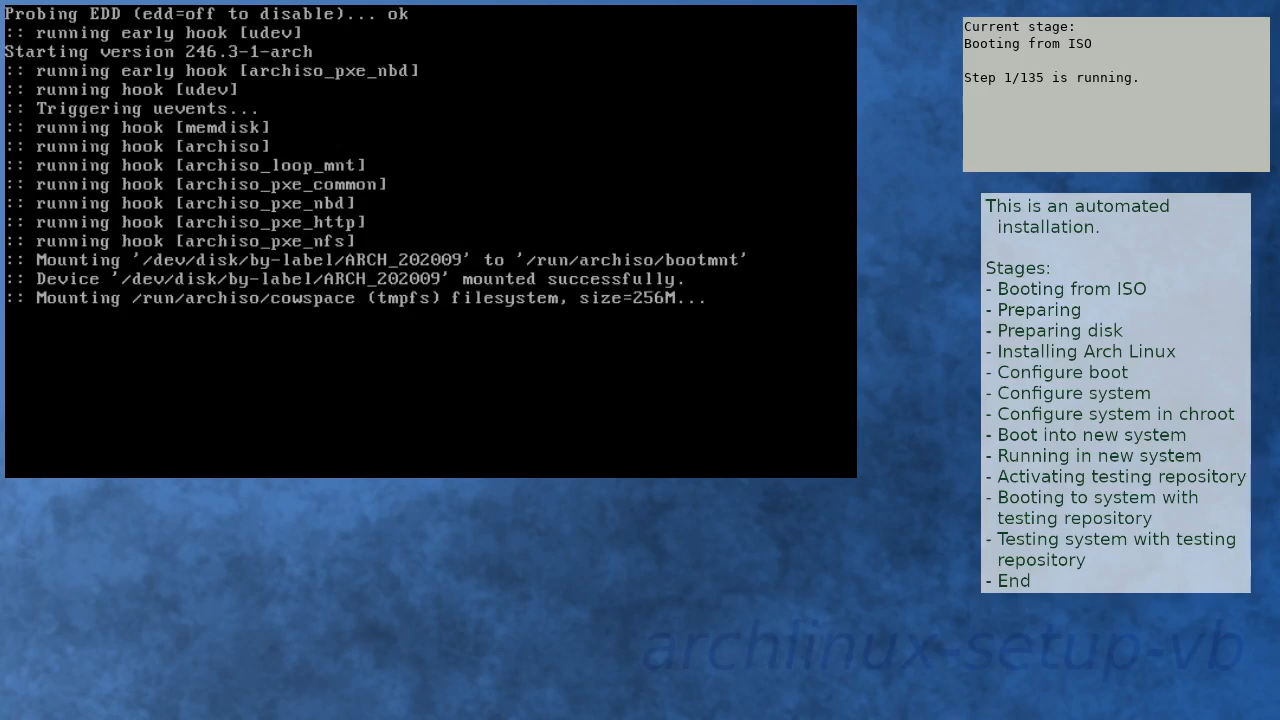 Probing EDD (edd=off to disable)... ok
:: running early hook [udev]
Starting version 246.3-1-arch
:: running early hook [archiso_pxe_nbd]
:: running hook [udev]
:: Triggering uevents...
:: running hook [memdisk]
:: running hook [archiso]
:: running hook [archiso_loop_mnt]
:: running hook [archiso_pxe_common]
:: running hook [archiso_pxe_nbd]
:: running hook [archiso_pxe_http]
:: running hook [archiso_pxe_nfs]
:: Mounting '/dev/disk/by-label/ARCH_202009' to '/run/archiso/bootmnt'
:: Device '/dev/disk/by-label/ARCH_202009' mounted successfully.
:: Mounting /run/archiso/cowspace (tmpfs) filesystem, size=256M...
Current stage:
Booting from ISO
Step 1/135 is running.
This is an automated
installation.
Stages:
- Booting from ISO
- Preparing
- Preparing disk
- Installing Arch Linux
- Configure boot
- Configure system
- Configure system in chroot
- Boot into new system
- Running in new system
- Activating testing repository
- Booting to system with
testing repository
- Testing system with testing
repository
- End
archlinux-setup-vb